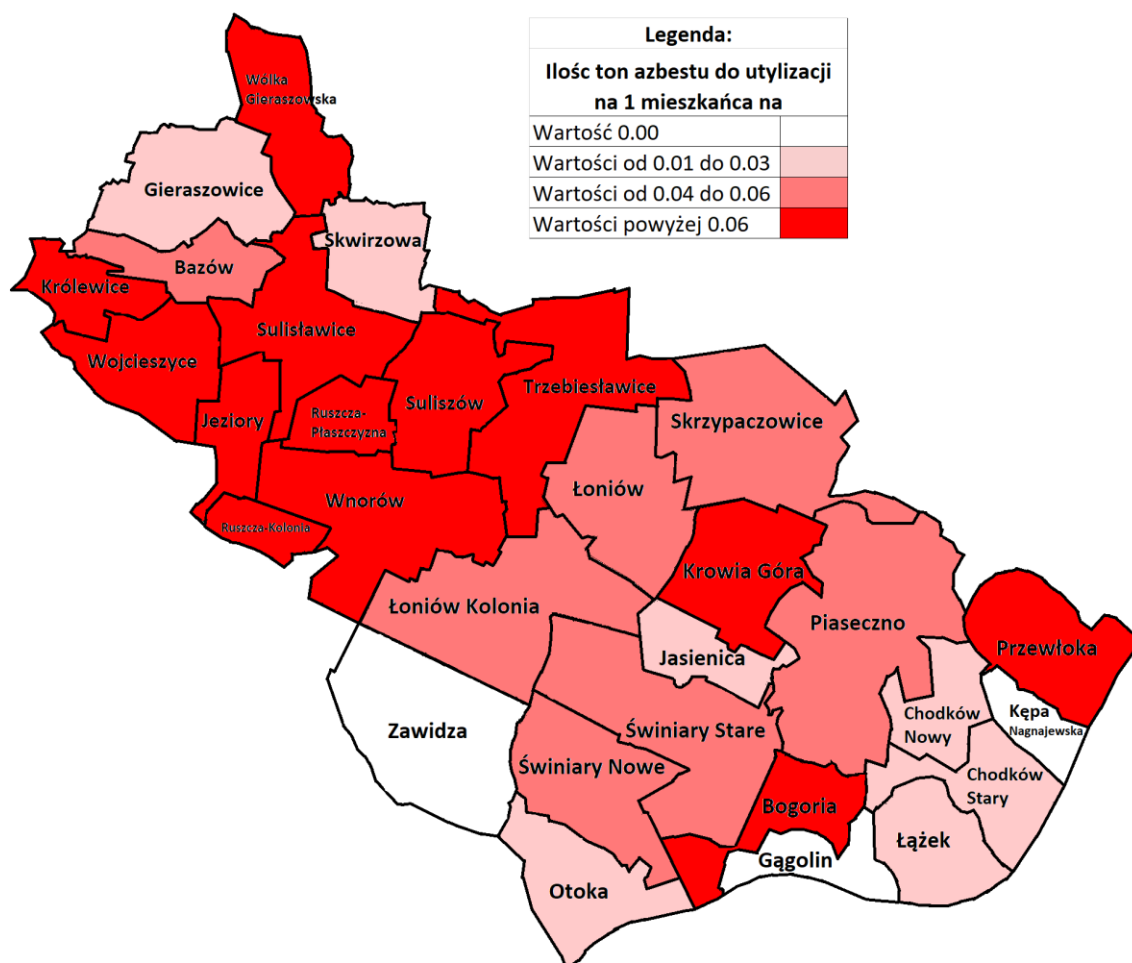 Legenda:
Ilośc ton azbestu do utylizacji
na 1 mieszkańca na
Wartość 0.00
Wartości od 0.01 do 0.03
Wartości od 0.04 do 0.06
Wartości powyżej 0.06
Wólka
Gieraszowska
Gieraszowice
Skwirzowa
Bazów
Królewice
Sulisławice
Wojcieszyce
Trzebiesławice
Suliszów
Jeziory
Ruszcza-
Płaszczyzna
Skrzypaczowice
Łoniów
Wnorów
Ruszcza-Kolonia
Krowia Góra
Łoniów Kolonia
Piaseczno
Przewłoka
Jasienica
Chodków
Nowy
Kępa
Nagnajewska
Zawidza
Świniary Stare
Świniary Nowe
Chodków
Stary
Bogoria
Łążek
Gągolin
Otoka